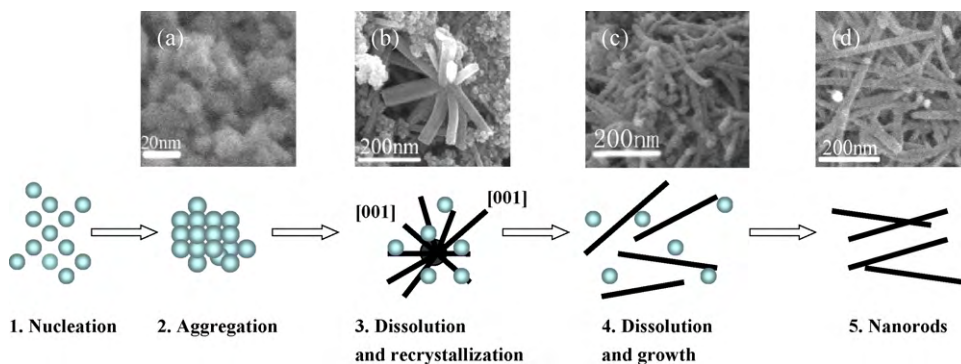 (a)
(b)
(c)
(d)
20nm
200nm
200nm
200nm
[001]
[001]
1. Nucleation
2. Aggregation
3. Dissolution
and recrystallization
4. Dissolution
and growth
5. Nanorods